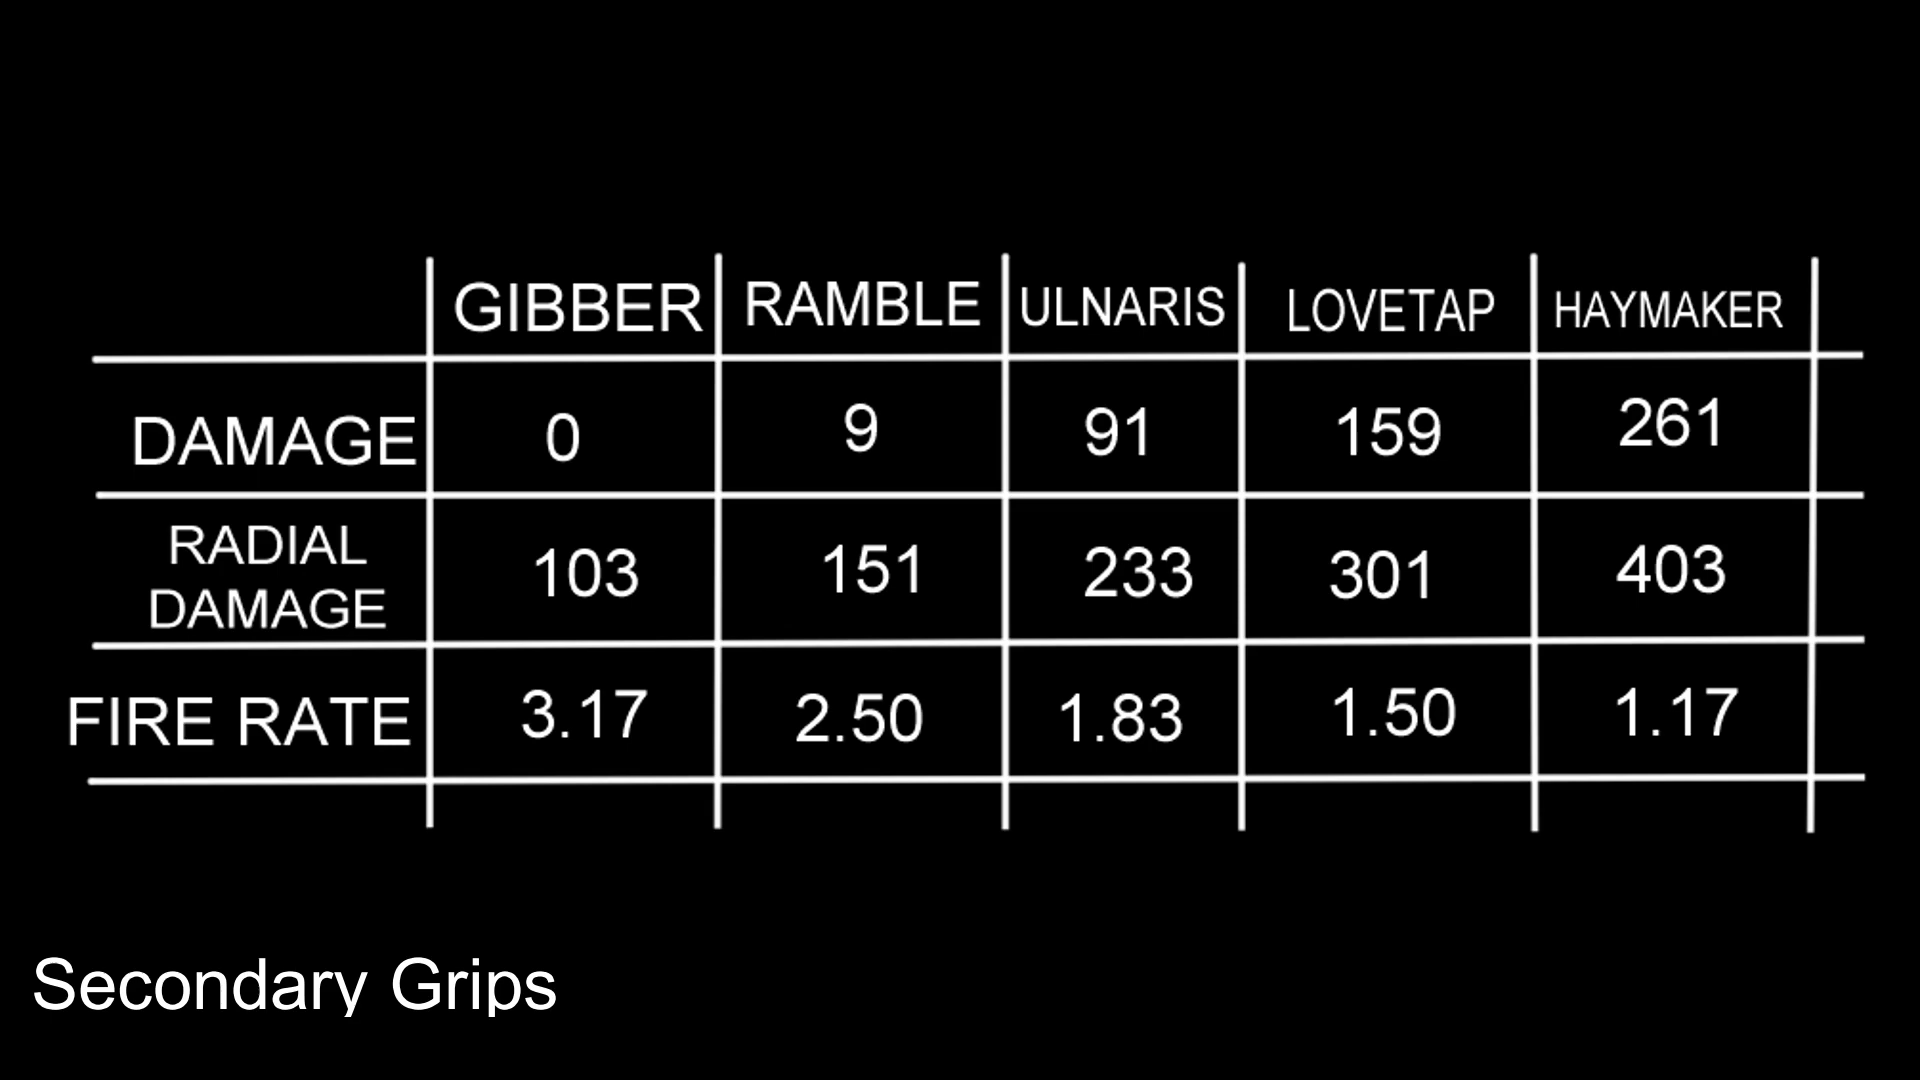 GIBBER RAMBLE ULNARIS LOVETAP HAYMAKER
DAMAGE 0 9 91 159 261
RADIAL DAMAGE 103 151 233 301 403
FIRE RATE 3.17 2.50 1.83 1.50 1.17
Secondary Grips